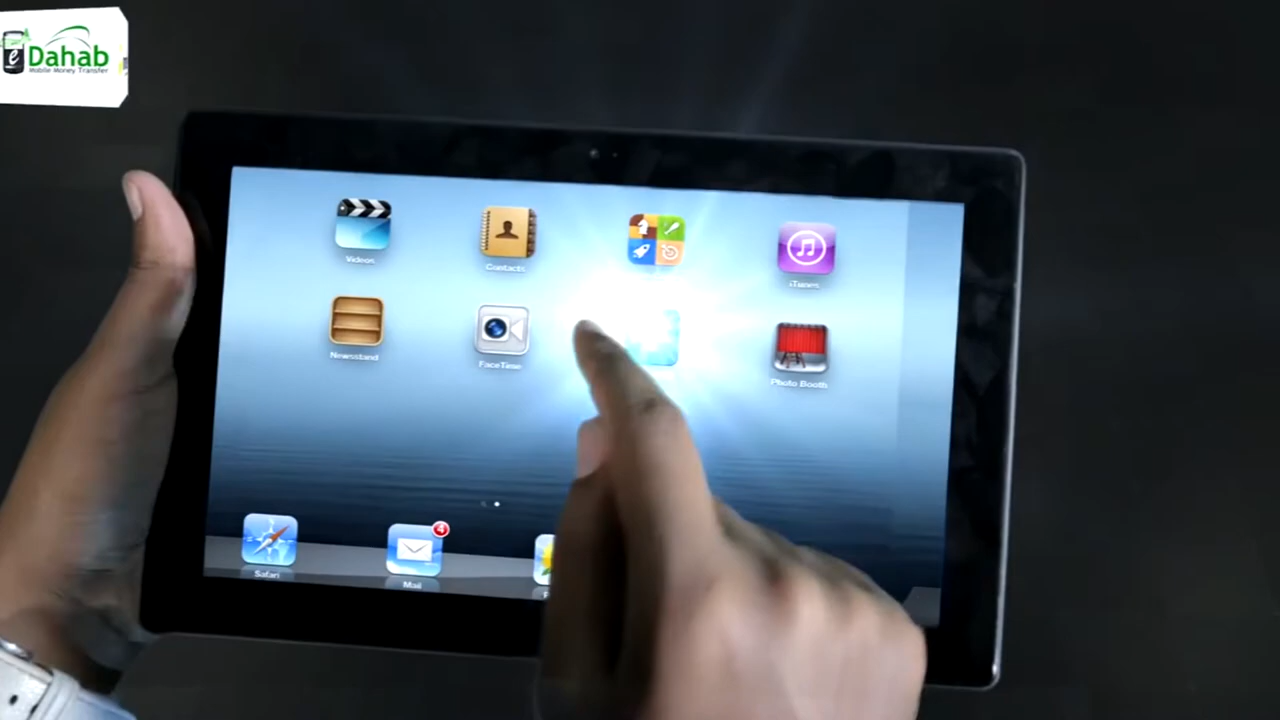 e Dahab
Mobile Money Transfer
Videos
Contacts
iTunes
Newsstand
FaceTime
Photo Booth
4
Safari
Mail